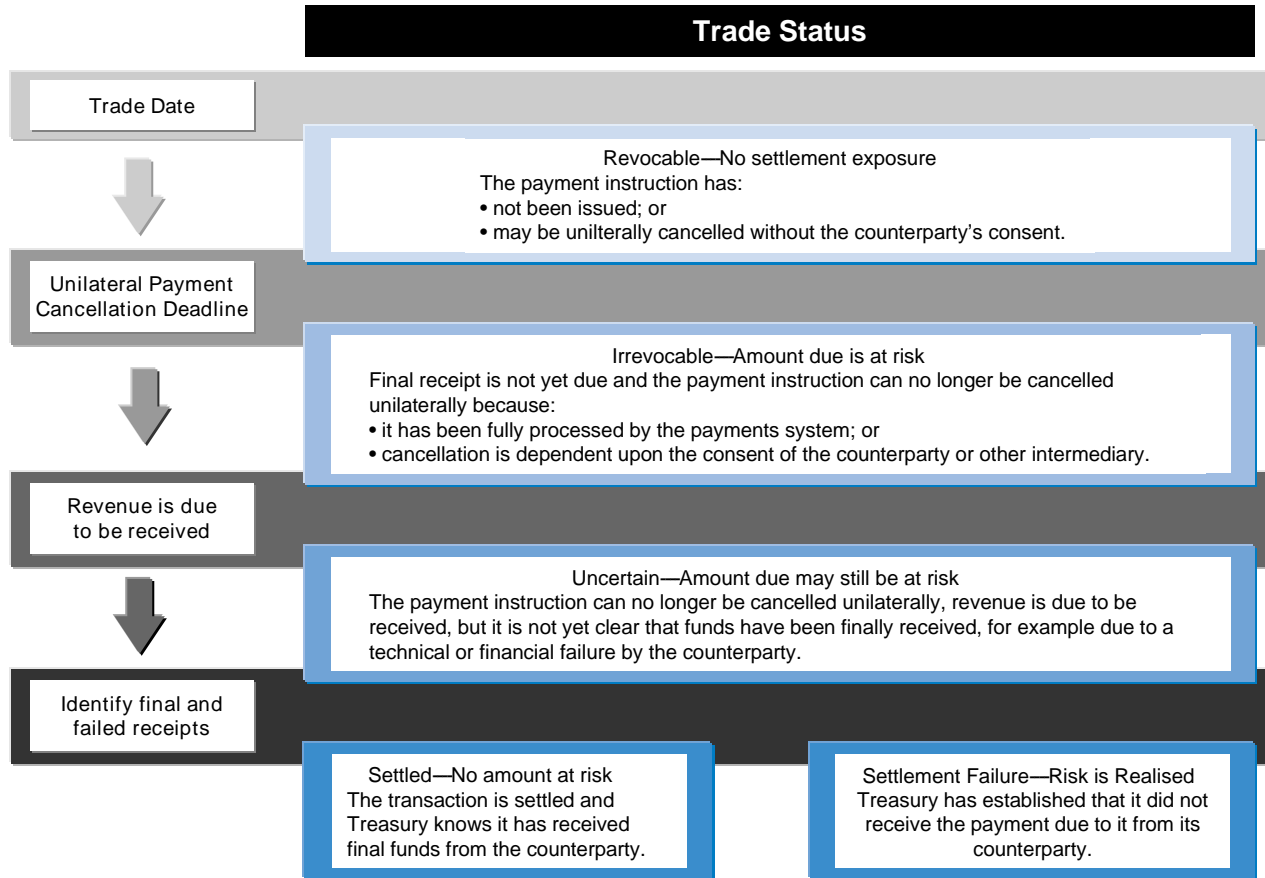 Trade Status
Trade Date
Revocable—No settlement exposure
The payment instruction has:
• not been issued; or
• may be unilterally cancelled without the counterparty’s consent.
Unilateral Payment
Cancellation Deadline
Irrevocable—Amount due is at risk
Final receipt is not yet due and the payment instruction can no longer be cancelled
unilaterally because:
• it has been fully processed by the payments system; or
• cancellation is dependent upon the consent of the counterparty or other intermediary.
Revenue is due
to be received
Uncertain—Amount due may still be at risk
The payment instruction can no longer be cancelled unilaterally, revenue is due to be
received, but it is not yet clear that funds have been finally received, for example due to a
technical or financial failure by the counterparty.
Identify final and
failed receipts
Settled—No amount at risk
The transaction is settled and
Treasury knows it has received
final funds from the counterparty.
Settlement Failure—Risk is Realised
Treasury has established that it did not
receive the payment due to it from its
counterparty.